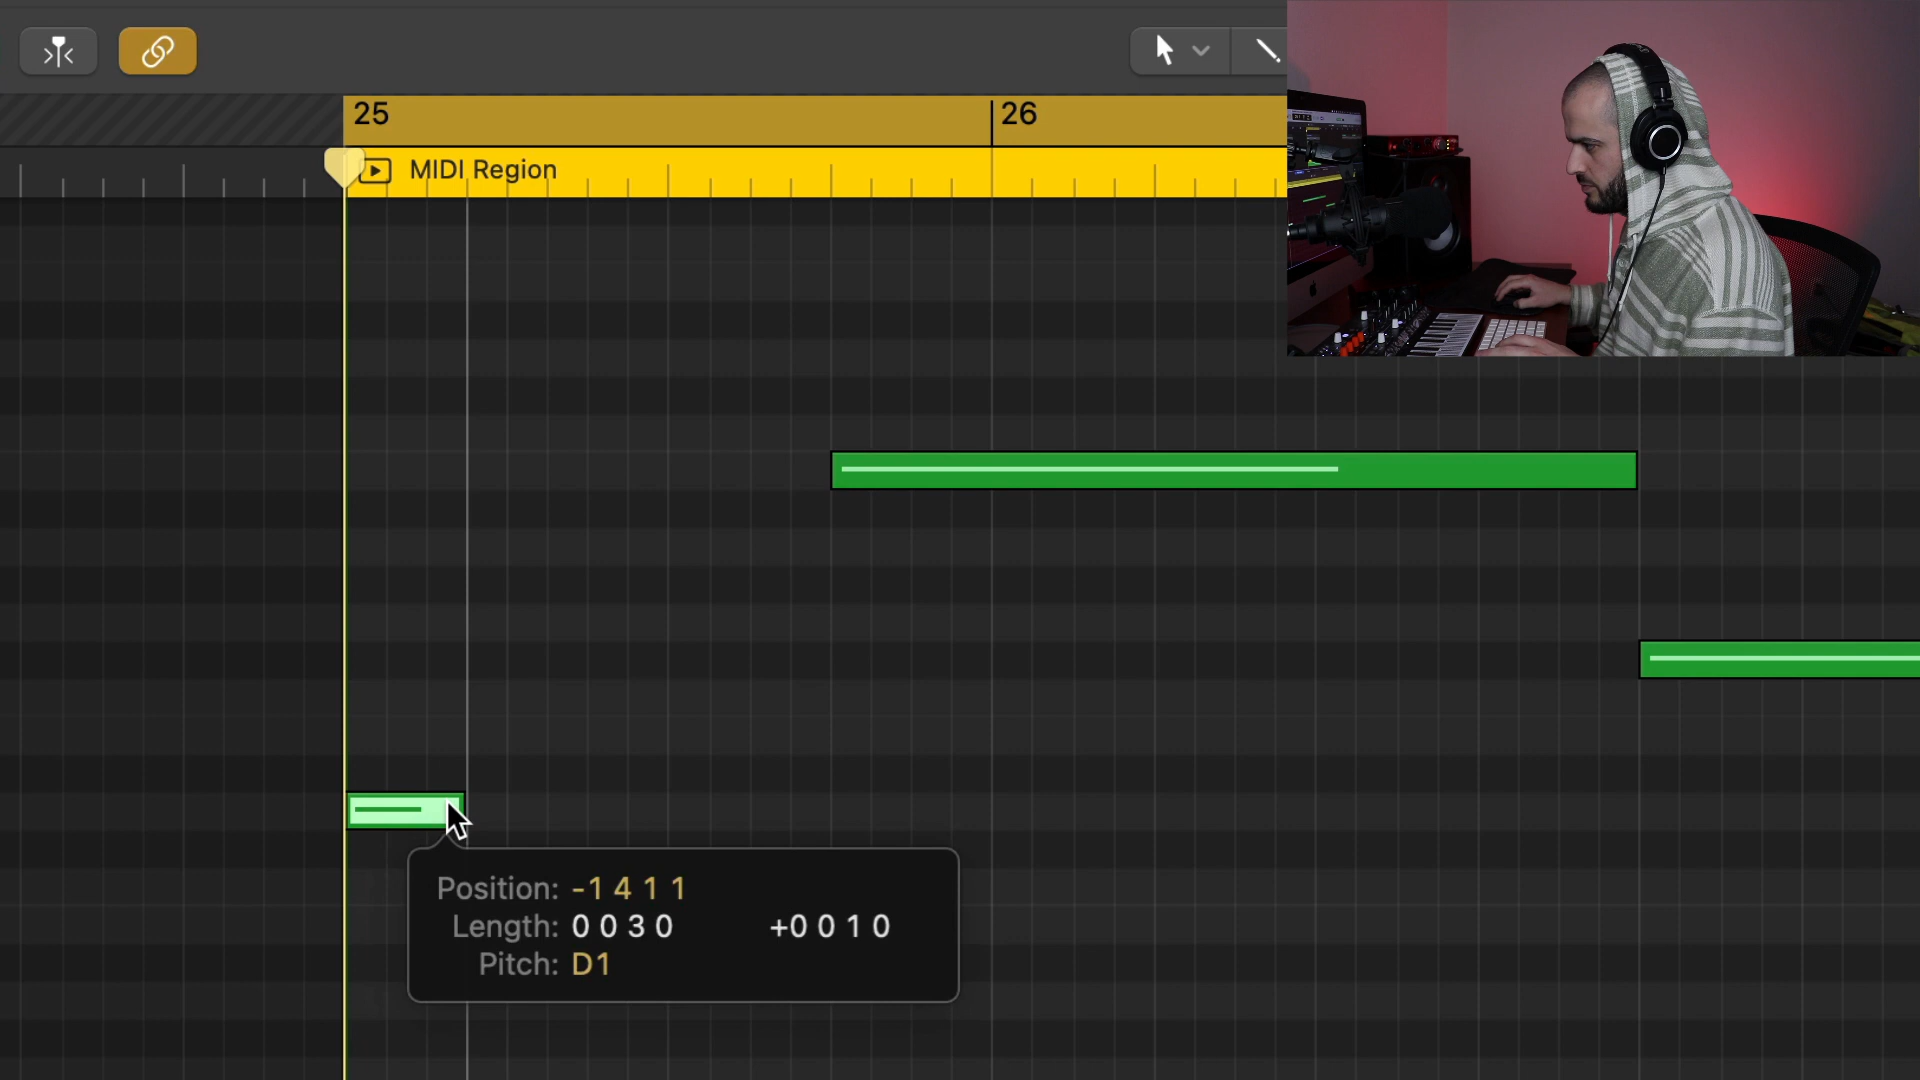 25
26
MIDI Region
Position: -1 4 1 1
Length: 0 0 3 0 +0 0 1 0
Pitch: D1